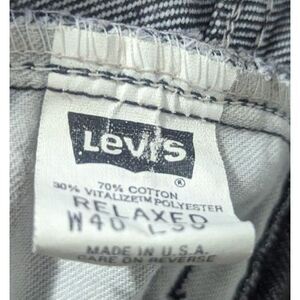 Levi's
®
70% COTTON
30% VITALIZE™ POLYESTER
RELAXED
W40
MADE IN U.S.A.
CARE ON REVERSE